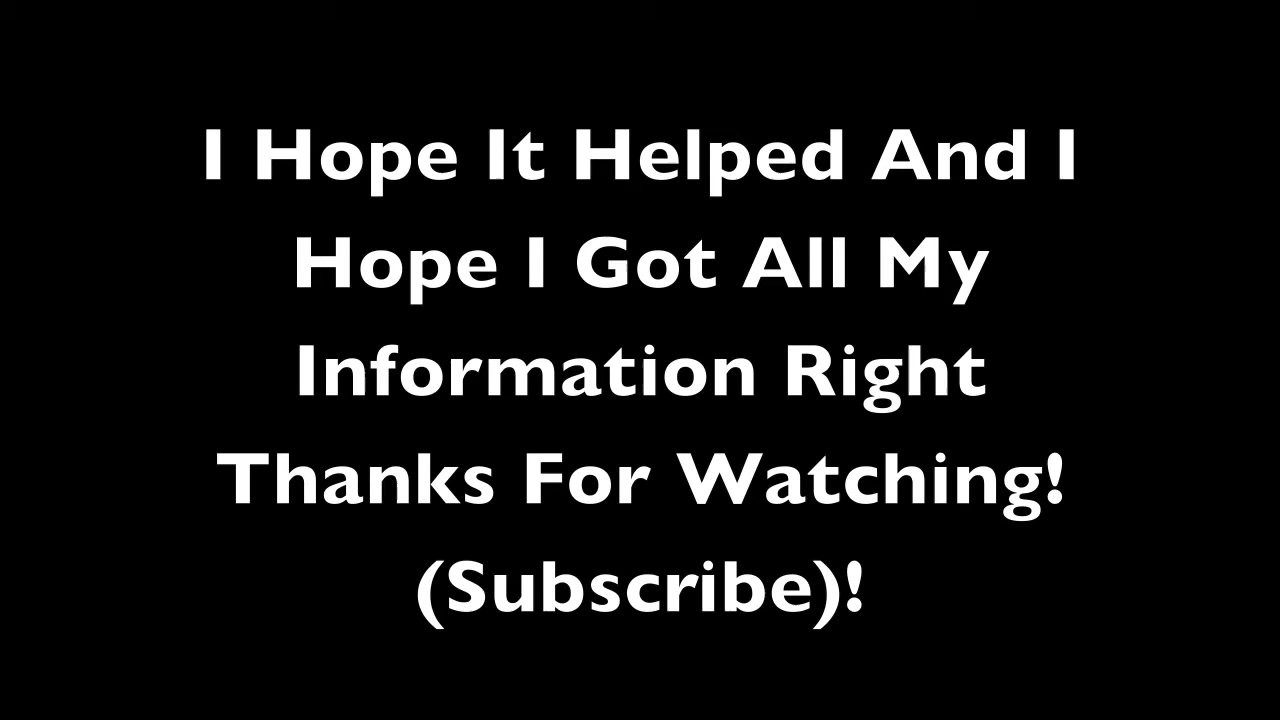 I Hope It Helped And I
Hope I Got All My
Information Right
Thanks For Watching!
(Subscribe)!